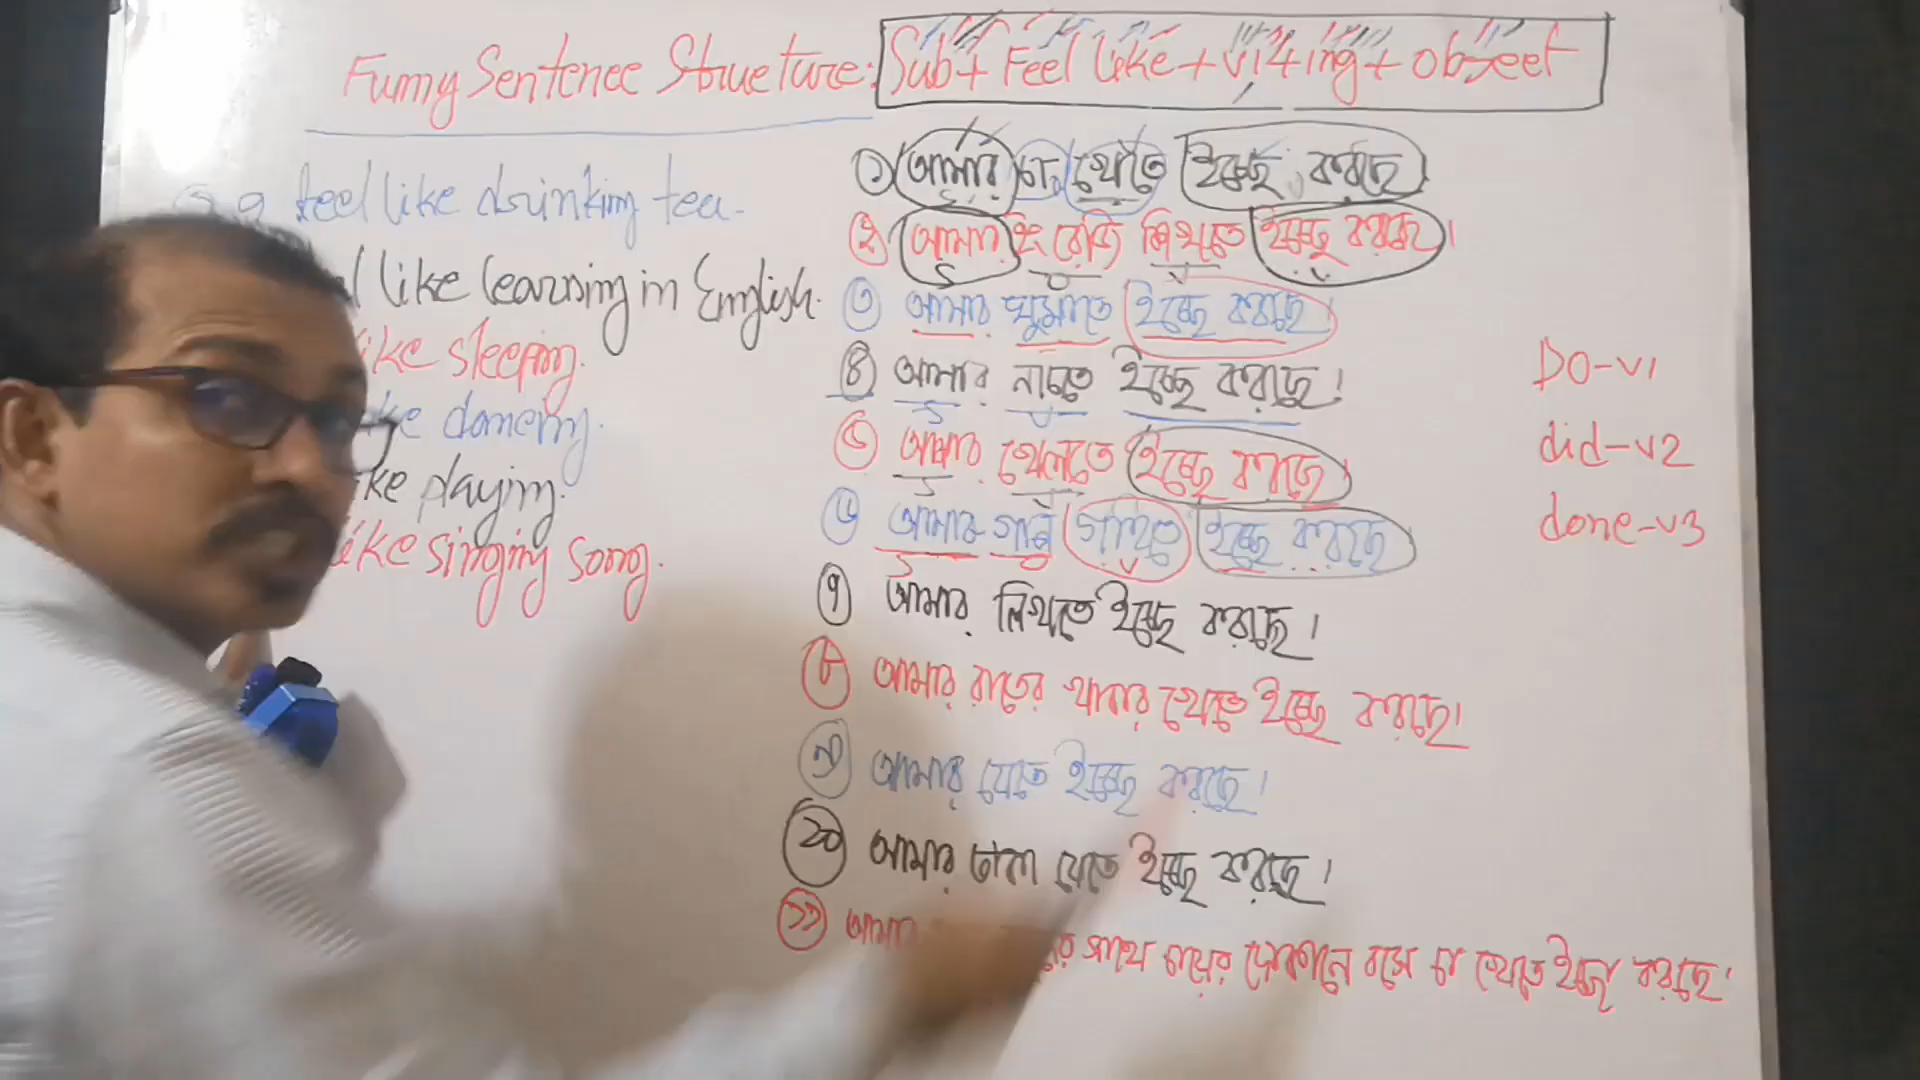 Funny Sentence Structure: Sub + Feel like + v1 + ing + object
feel like drinking tea.
like learning in English.
like sleeping.
like dancing.
like playing.
like singing song.
১ আমার চা খেতে ইচ্ছে করছে
২ আমার ইংরেজি শিখতে ইচ্ছে করছে।
S O V V
৩ আমার ঘুমাতে ইচ্ছে করছে
৪ আমার নাচতে ইচ্ছে করছে।
S V
৫ আমার খেলতে ইচ্ছে করছে।
S V
৬ আমার গান গাইতে ইচ্ছে করছে
S O V
৭ আমার লিখতে ইচ্ছে করছে।
৮ আমার রাতের খাবার খেতে ইচ্ছে করছে।
৯ আমার যেতে ইচ্ছে করছে।
১০ আমার ঢাকা যেতে ইচ্ছে করছে।
১১ সাথে চায়ের দোকানে বসে চা খেতে ইচ্ছে করছে।
DO-v1
did-v2
done-v3